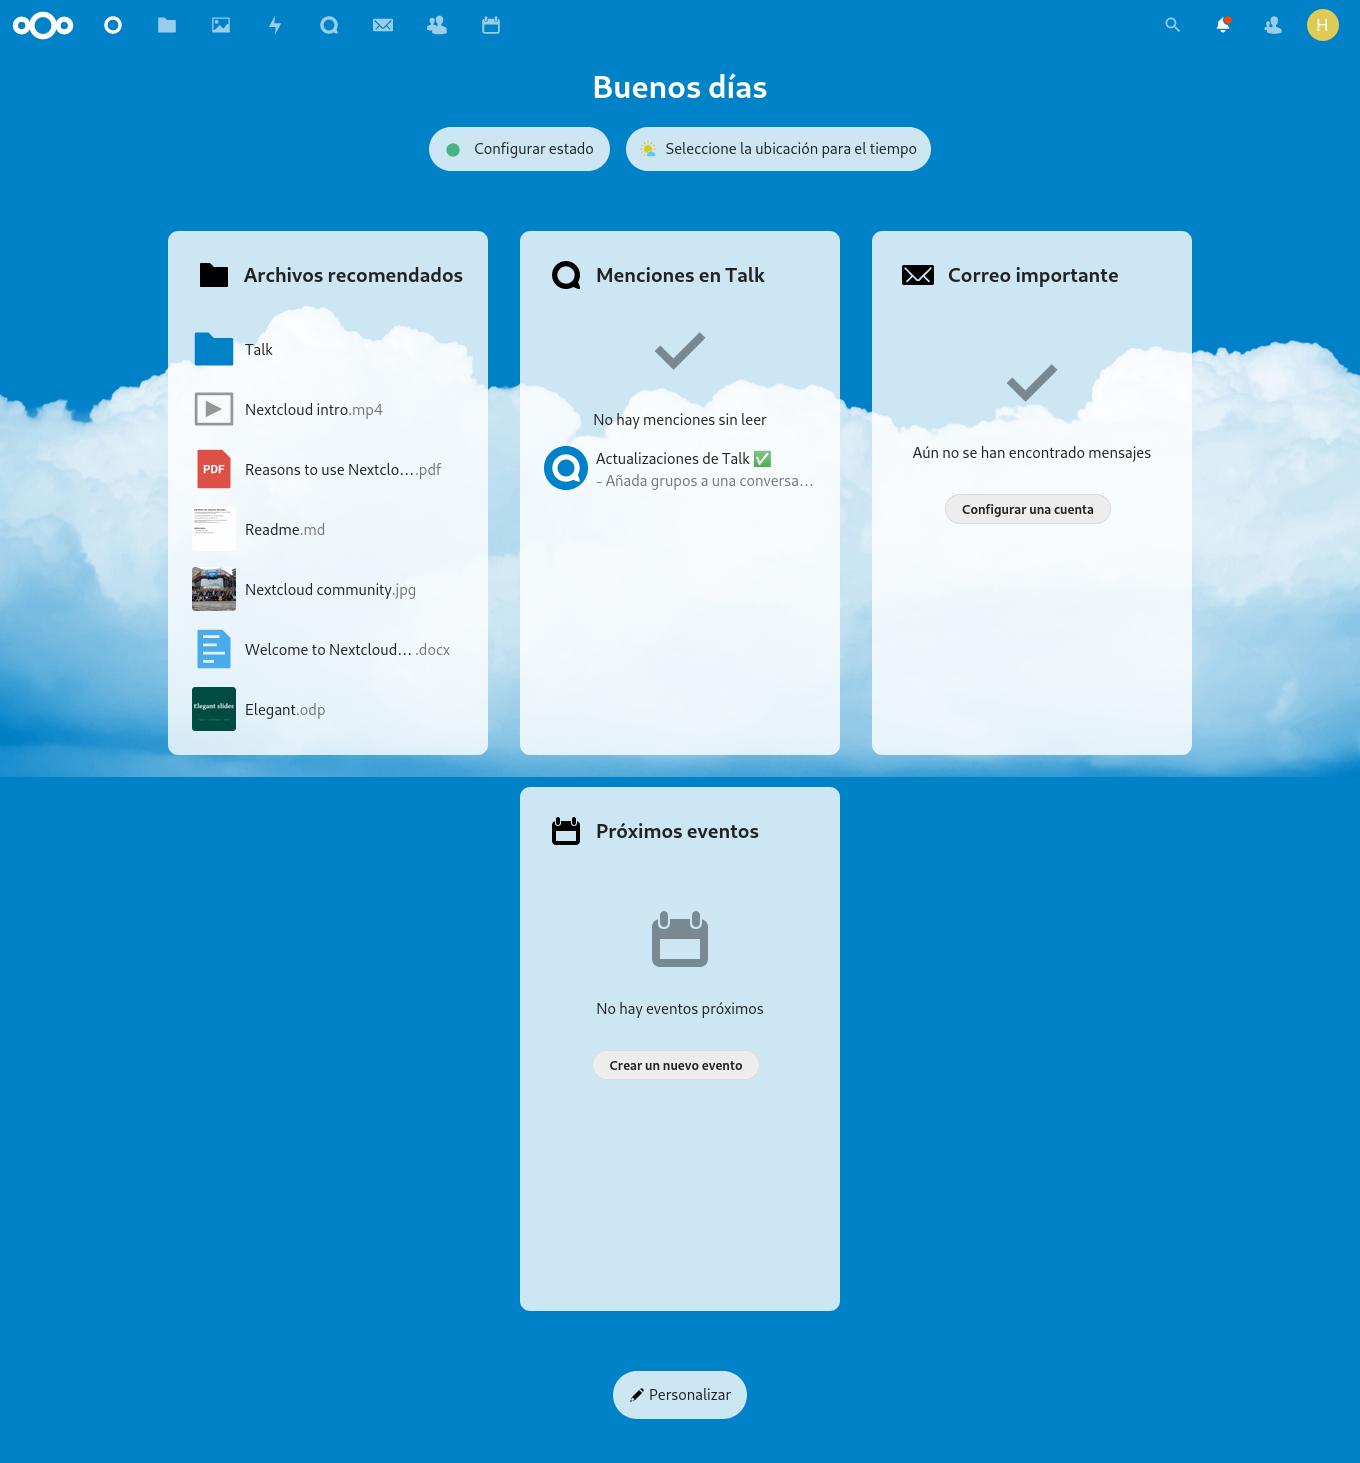 H
Buenos días
Configurar estado
Seleccione la ubicación para el tiempo
Archivos recomendados
Talk
Nextcloud intro.mp4
PDF
Reasons to use Nextclo….pdf
Readme.md
Nextcloud community.jpg
Welcome to Nextcloud… .docx
Elegant slides
Elegant.odp
Menciones en Talk
No hay menciones sin leer
Actualizaciones de Talk ✅
- Añada grupos a una conversa…
Correo importante
Aún no se han encontrado mensajes
Configurar una cuenta
Próximos eventos
No hay eventos próximos
Crear un nuevo evento
Personalizar